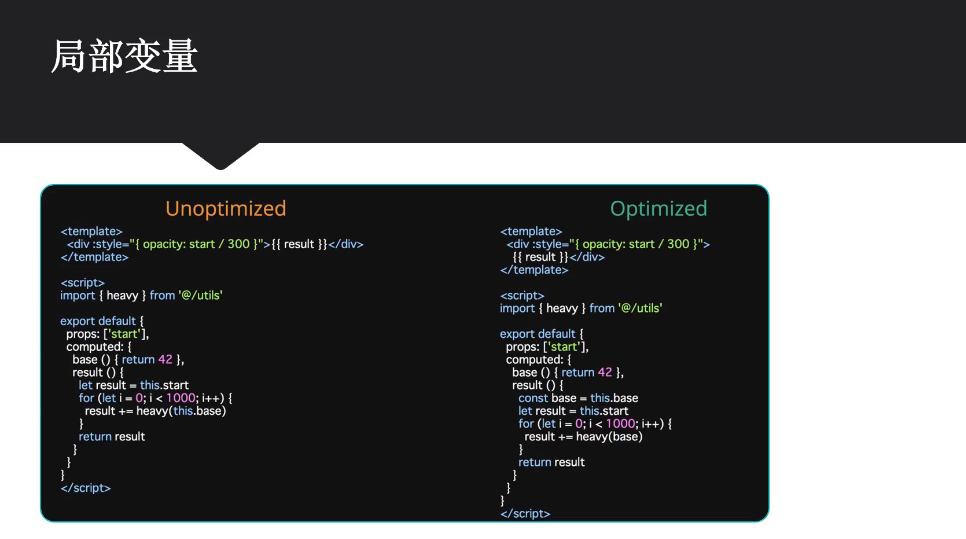 局部变量
Unoptimized
<template>
  <div :style="{ opacity: start / 300 }">{{ result }}</div>
</template>

<script>
import { heavy } from '@/utils'

export default {
  props: ['start'],
  computed: {
    base () { return 42 },
    result () {
      let result = this.start
      for (let i = 0; i < 1000; i++) {
        result += heavy(this.base)
      }
      return result
    }
  }
}
</script>
Optimized
<template>
  <div :style="{ opacity: start / 300 }">
    {{ result }}</div>
</template>

<script>
import { heavy } from '@/utils'

export default {
  props: ['start'],
  computed: {
    base () { return 42 },
    result () {
      const base = this.base
      let result = this.start
      for (let i = 0; i < 1000; i++) {
        result += heavy(base)
      }
      return result
    }
  }
}
</script>